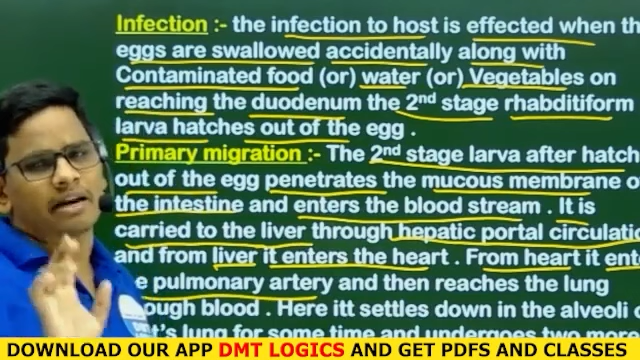 Infection :- the infection to host is effected when th
eggs are swallowed accidentally along with
Contaminated food (or) water (or) Vegetables on
reaching the duodenum the 2nd stage rhabditiform
larva hatches out of the egg .
Primary migration :- The 2nd stage larva after hatch
out of the egg penetrates the mucous membrane o
the intestine and enters the blood stream . It is
carried to the liver through hepatic portal circulatio
and from liver it enters the heart . From heart it ent
e pulmonary artery and then reaches the lung
ough blood . Here itt settles down in the alveoli o
t's lung for some time and undergoes two more
DOWNLOAD OUR APP DMT LOGICS AND GET PDFS AND CLASSES